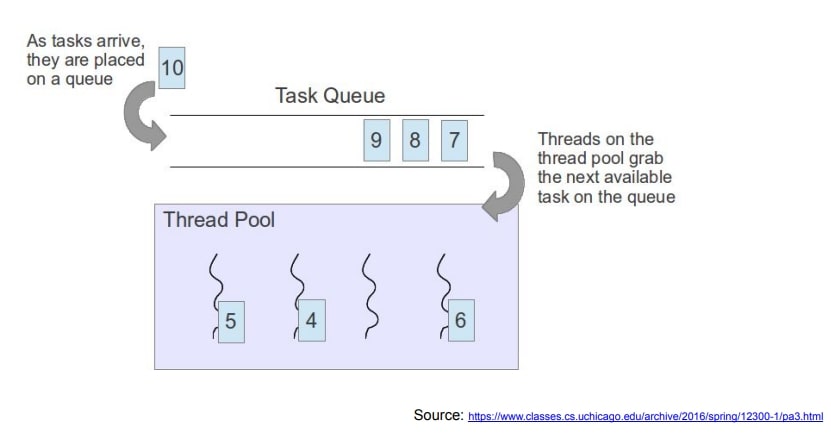 As tasks arrive,
they are placed
on a queue
10
Task Queue
9 8 7
Threads on the
thread pool grab
the next available
task on the queue
Thread Pool
5 4 6
Source: https://www.classes.cs.uchicago.edu/archive/2016/spring/12300-1/pa3.html